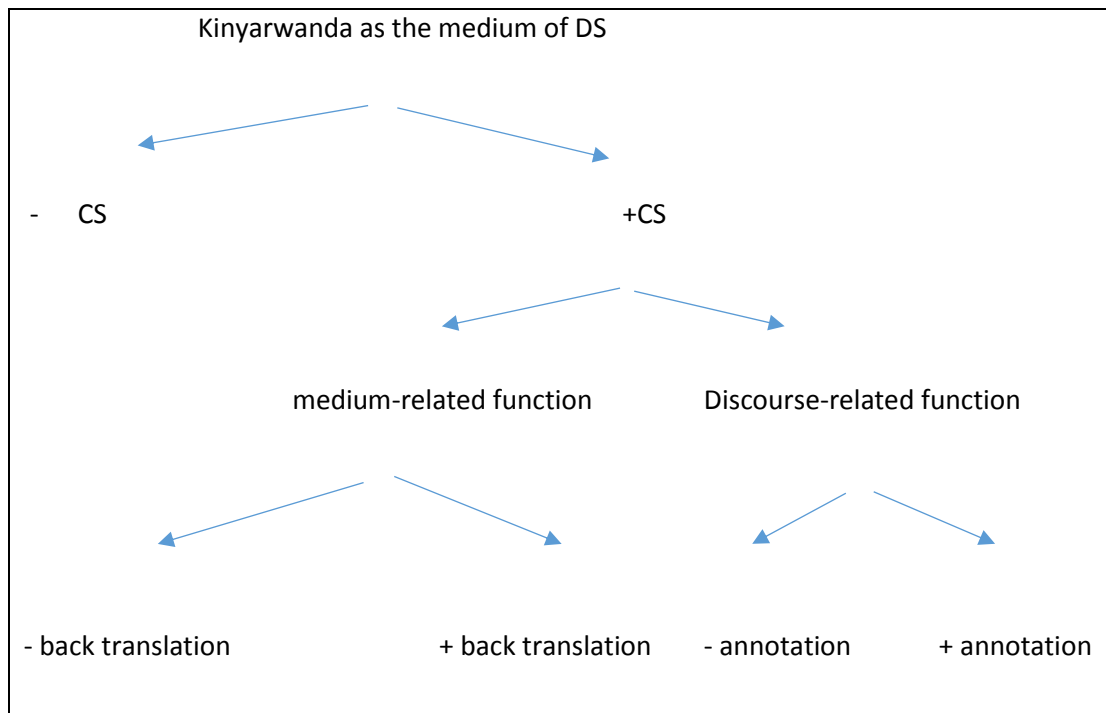 Kinyarwanda as the medium of DS
- CS +CS
medium-related function Discourse-related function
- back translation + back translation - annotation + annotation